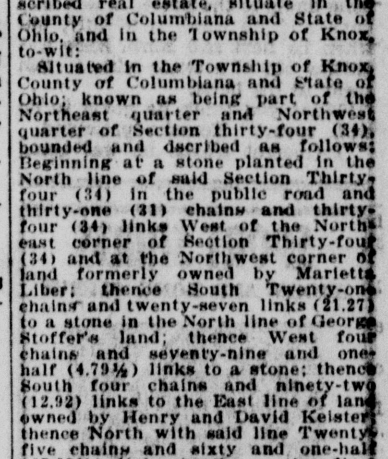 scribed real estate, situate in the
County of Columbiana and State of
Ohio, and in the Township of Knox,
to-wit:
Situated in the Township of Knox,
County of Columbiana and State of
Ohio; known as being part of the
Northeast quarter and Northwest
quarter of Section thirty-four (34),
bounded and dscribed as follows:
Beginning at a stone planted in the
North line of said Section Thirty-
four (34) in the public road and
thirty-one (31) chains and thirty-
four (34) links West of the North-
east corner of Section Thirty-four
(34) and at the Northwest corner of
land formerly owned by Marietta
Liber; thence South Twenty-one
chains and twenty-seven links (21.27)
to a stone in the North line of George
Stoffer's land; thence West four
chains and seventy-nine and one-
half (4.79½) links to a stone; thence
South four chains and ninety-two
(12.92) links to the East line of land
owned by Henry and David Keister
thence North with said line Twenty-
five chains and sixty and one-half